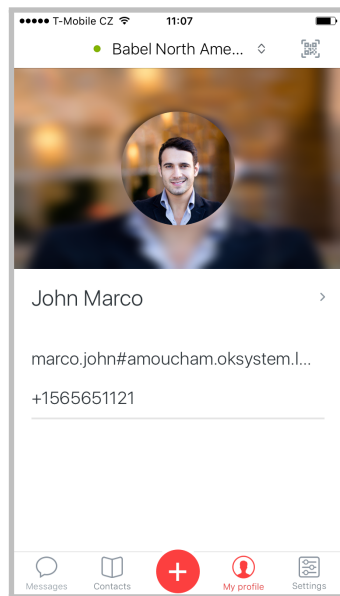 T-Mobile CZ 11:07
Babel North Ame...
John Marco
marco.john#amoucham.oksystem.l...
+1565651121
Messages Contacts My profile Settings